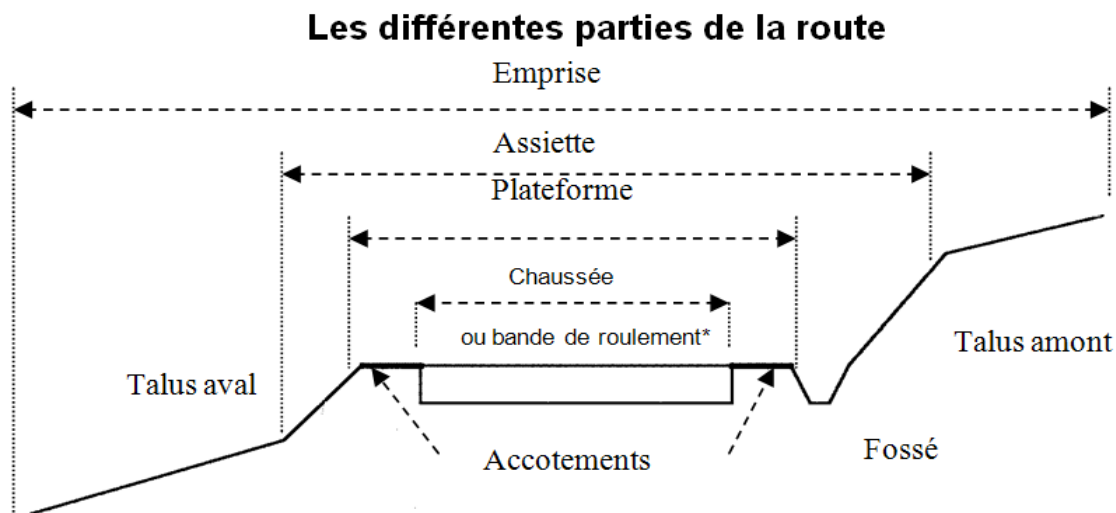 Les différentes parties de la route
Emprise
Assiette
Plateforme
Chaussée
ou bande de roulement*
Talus amont
Talus aval
Accotements
Fossé